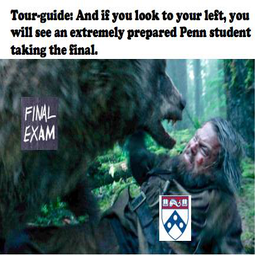 Tour-guide: And if you look to your left, you
will see an extremely prepared Penn student
taking the final.
FINAL
EXAM